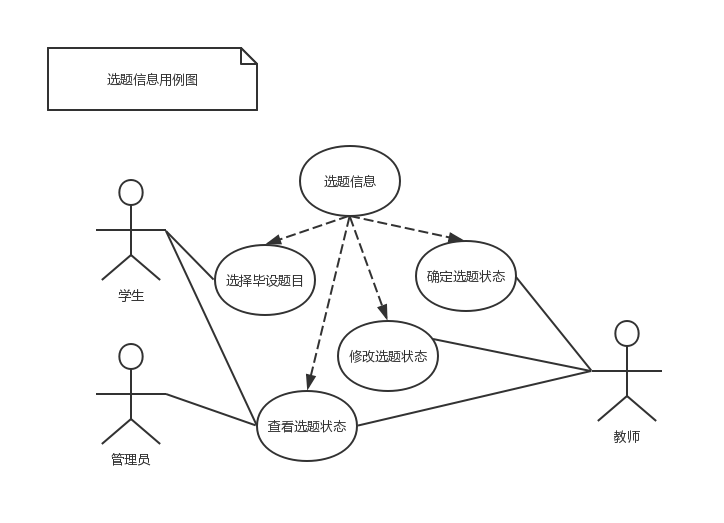 选题信息用例图
选题信息
选择毕设题目
确定选题状态
学生
修改选题状态
查看选题状态
教师
管理员